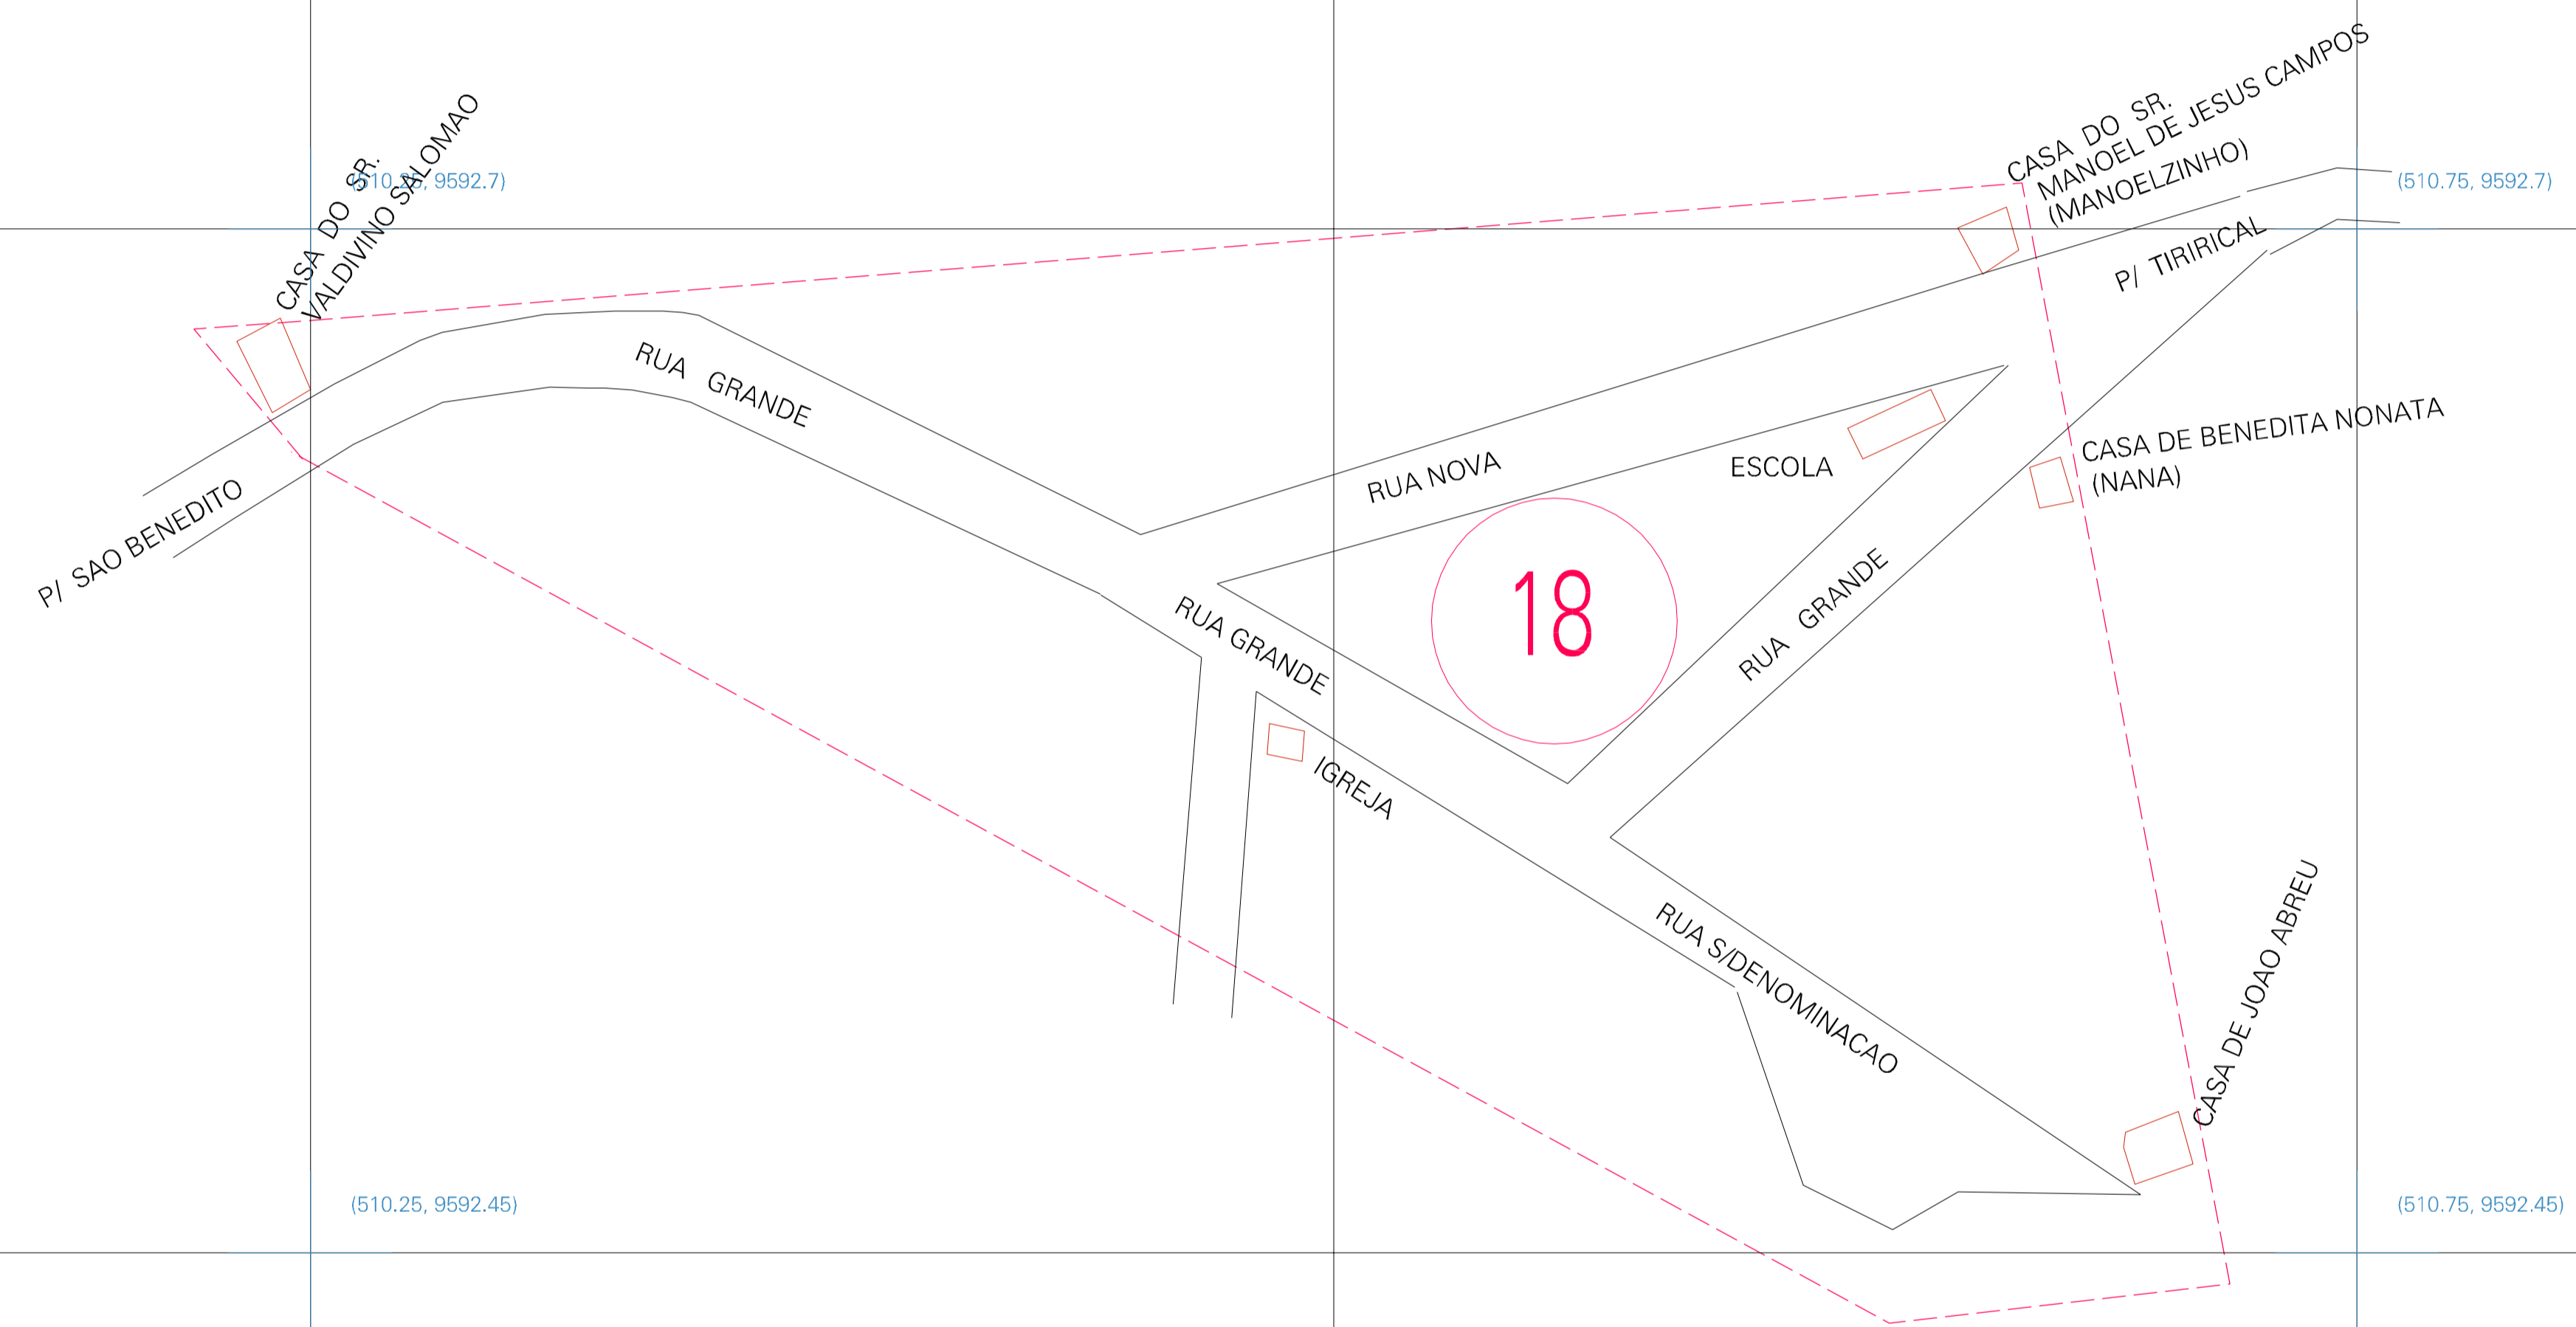 CASA DO SR.
MANOEL DE JESUS CAMPOS
(MANOELZINHO)
CASA DO SR.
VALDIVINO SALOMAO
(510.25, 9592.7)
(510.75, 9592.7)
P/ TIRIRICAL
RUA GRANDE
CASA DE BENEDITA NONATA
(NANA)
RUA NOVA
ESCOLA
P/ SAO BENEDITO
18
RUA GRANDE
RUA GRANDE
IGREJA
RUA S/DENOMINACAO
CASA DE JOAO ABREU
(510.25, 9592.45)
(510.75, 9592.45)